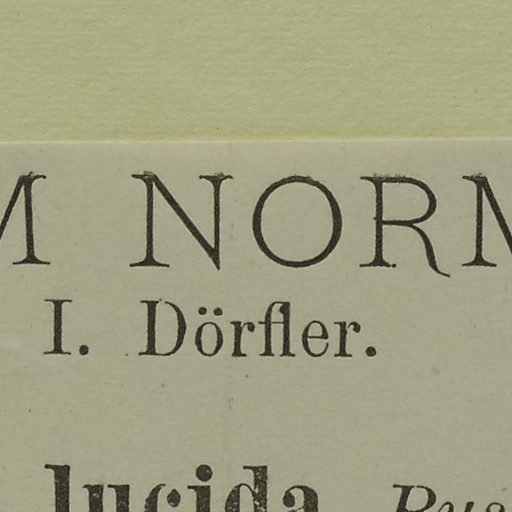 M NORM
I. Dörfler.
lucida